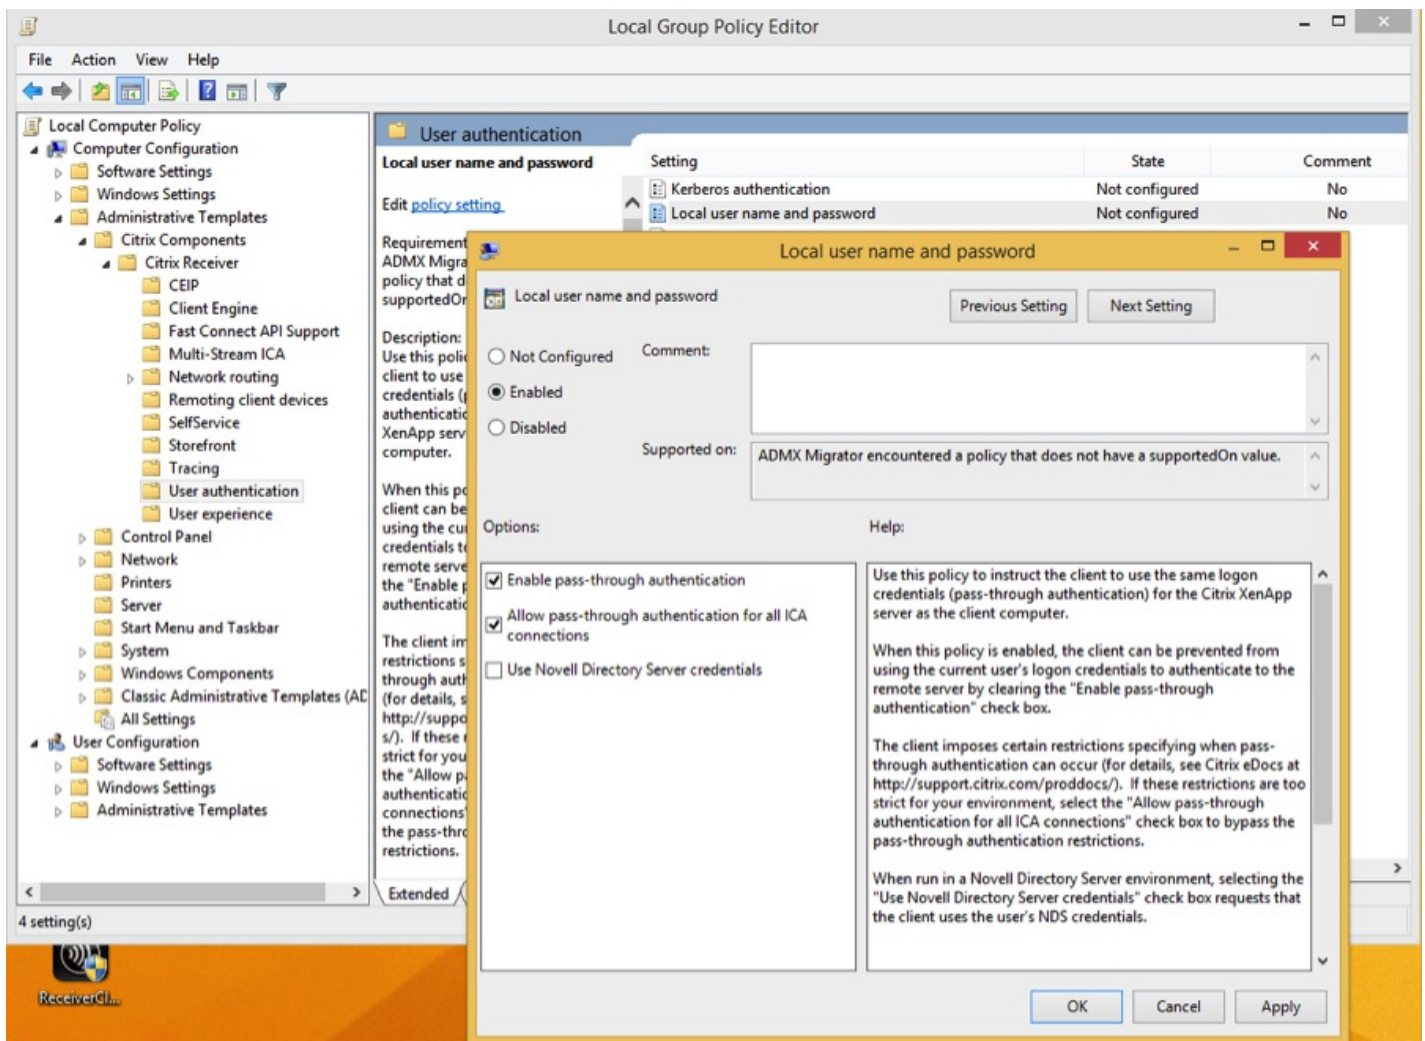 Local Group Policy Editor
File Action View Help
Local Computer Policy
Computer Configuration
Software Settings
Windows Settings
Administrative Templates
Citrix Components
Citrix Receiver
CEIP
Client Engine
Fast Connect API Support
Multi-Stream ICA
Network routing
Remoting client devices
SelfService
Storefront
Tracing
User authentication
User experience
Control Panel
Network
Printers
Server
Start Menu and Taskbar
System
Windows Components
Classic Administrative Templates (AD
All Settings
User Configuration
Software Settings
Windows Settings
Administrative Templates
4 setting(s)
User authentication
Local user name and password
Edit policy setting
Requirement
ADMX Migra
policy that d
supportedOn
Description:
Use this polic
client to use
credentials (p
authenticatio
XenApp serv
computer.
When this po
client can be
using the cur
credentials to
remote serve
the "Enable p
authenticatio
The client im
restrictions s
through auth
(for details, s
http://suppo
s/). If these r
strict for you
the "Allow pa
authenticatio
connections"
the pass-thro
restrictions.
Extended
Setting State Comment
Kerberos authentication Not configured No
Local user name and password Not configured No
Local user name and password
Local user name and password
Previous Setting Next Setting
Not Configured
Enabled
Disabled
Comment:
Supported on:
ADMX Migrator encountered a policy that does not have a supportedOn value.
Options:
Enable pass-through authentication
Allow pass-through authentication for all ICA
connections
Use Novell Directory Server credentials
Help:
Use this policy to instruct the client to use the same logon
credentials (pass-through authentication) for the Citrix XenApp
server as the client computer.
When this policy is enabled, the client can be prevented from
using the current user's logon credentials to authenticate to the
remote server by clearing the "Enable pass-through
authentication" check box.
The client imposes certain restrictions specifying when pass-
through authentication can occur (for details, see Citrix eDocs at
http://support.citrix.com/proddocs/). If these restrictions are too
strict for your environment, select the "Allow pass-through
authentication for all ICA connections" check box to bypass the
pass-through authentication restrictions.
When run in a Novell Directory Server environment, selecting the
"Use Novell Directory Server credentials" check box requests that
the client uses the user's NDS credentials.
OK Cancel Apply
ReceiverCl...